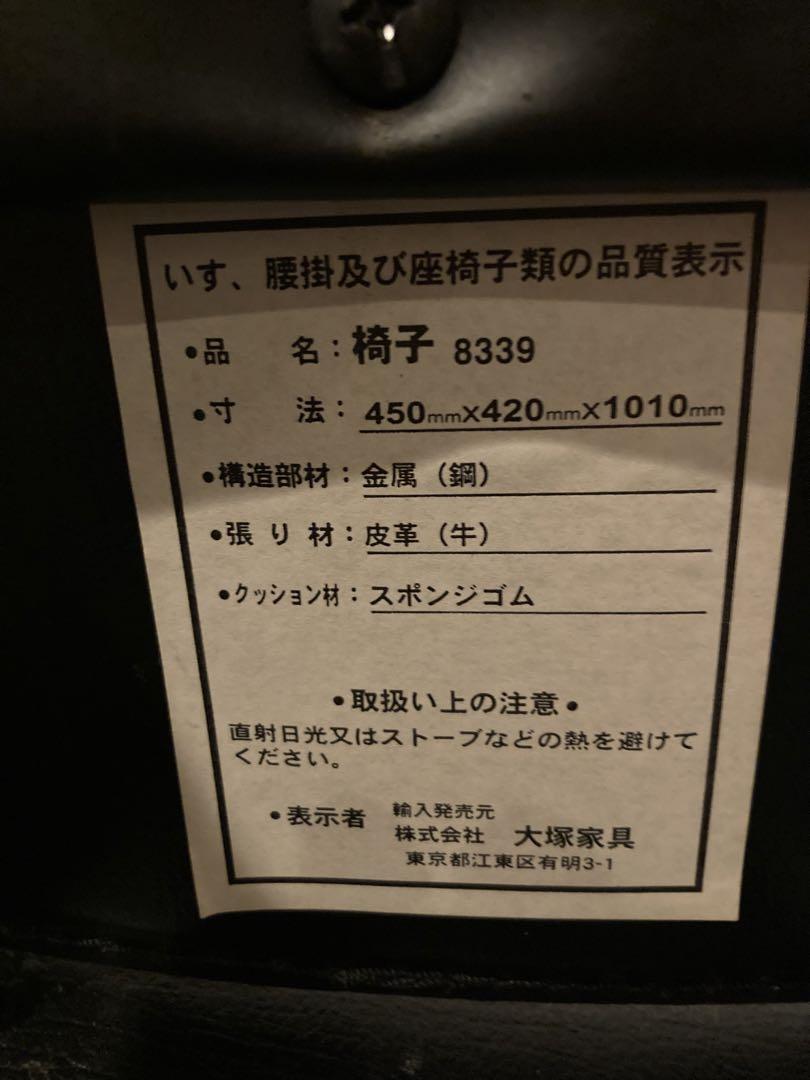 いす、腰掛及び座椅子類の品質表示
•品　　名：椅子 8339
•寸　　法：450mmX420mmX1010mm
•構造部材：金属（鋼）
•張 り 材：皮革（牛）
•クッション材：スポンジゴム
•取扱い上の注意•
直射日光又はストーブなどの熱を避けて
ください。
•表示者　輸入発売元
株式会社　大塚家具
東京都江東区有明3-1